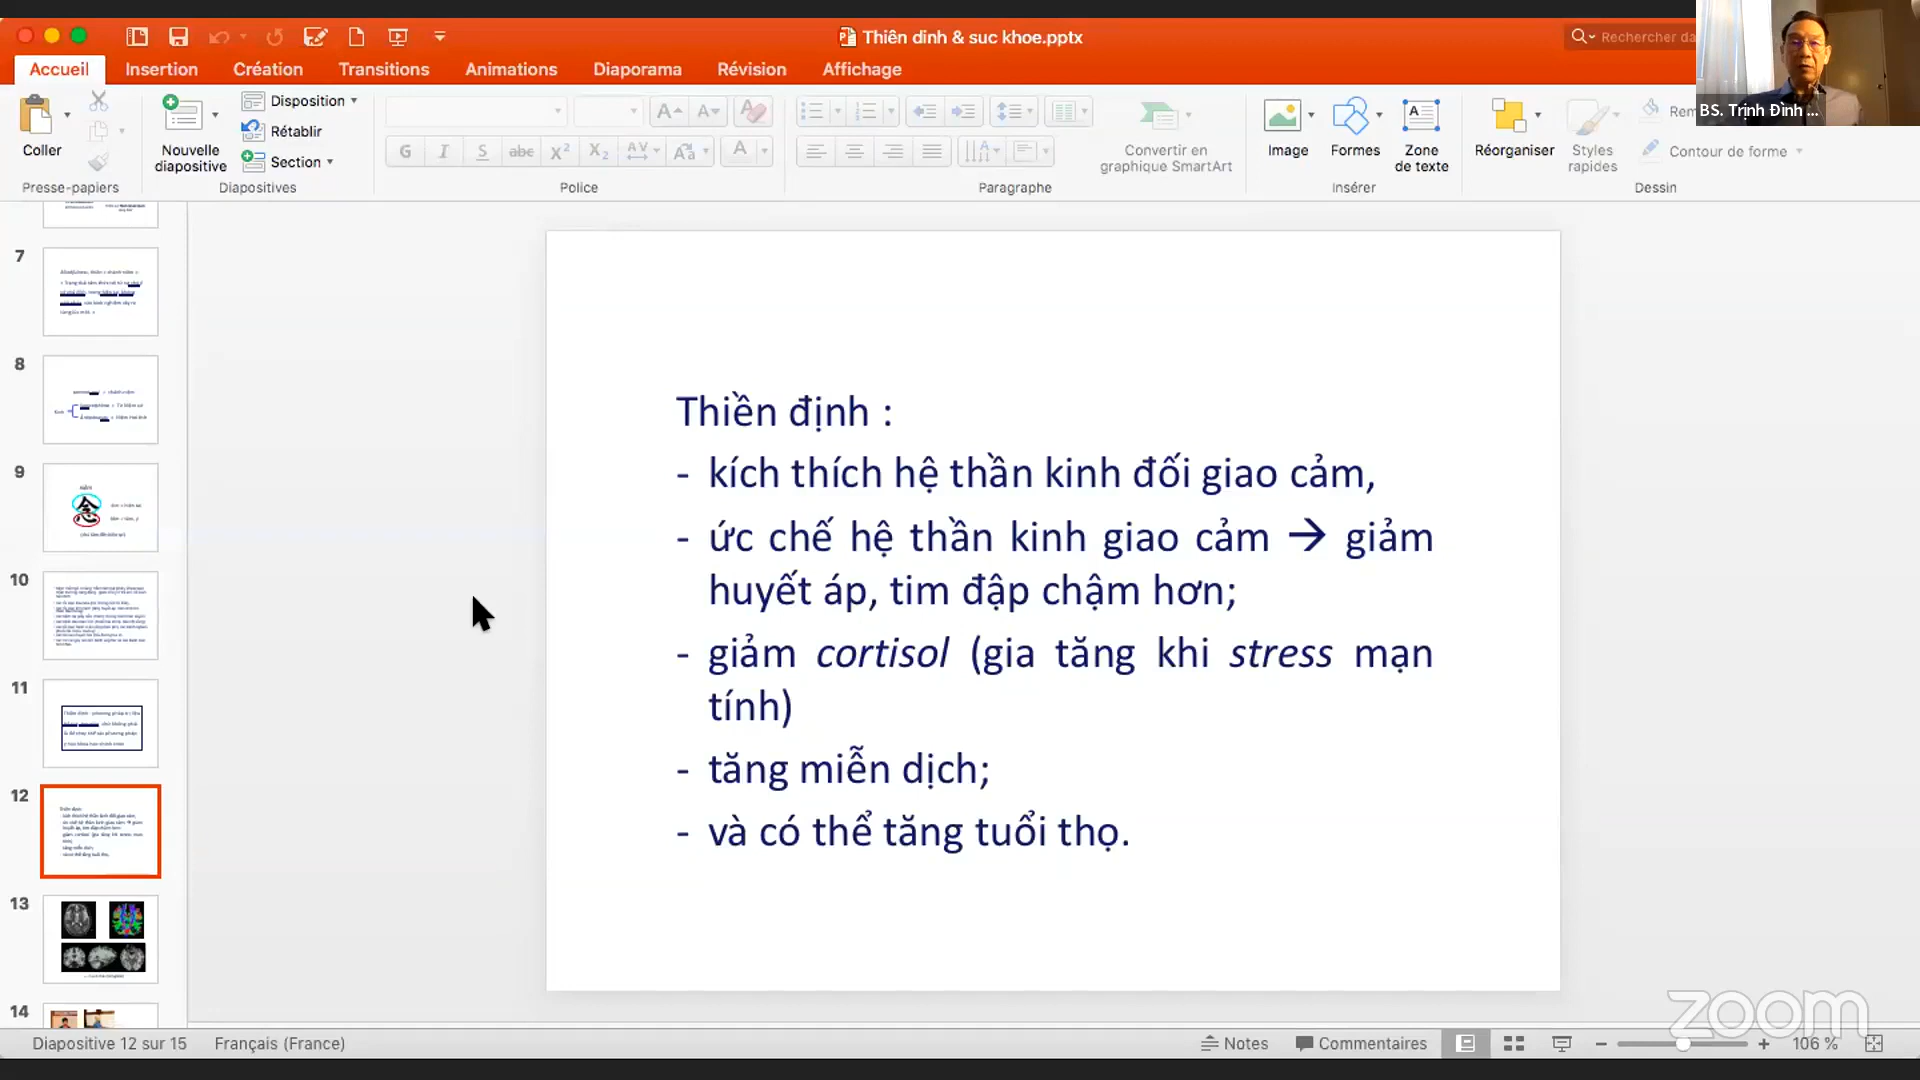 Thiên dinh & suc khoe.pptx
Rechercher da
Accueil
Insertion
Création
Transitions
Animations
Diaporama
Révision
Affichage
BS. Trịnh Đình ...
Coller
Nouvelle
diapositive
Disposition
Rétablir
Section
Convertir en
graphique SmartArt
Image
Formes
Zone
de texte
Réorganiser
Styles
rapides
Contour de forme
Presse-papiers
Diapositives
Police
Paragraphe
Insérer
Dessin
7
8
9
10
11
12
13
14
Thiền định :
- kích thích hệ thần kinh đối giao cảm,
- ức chế hệ thần kinh giao cảm → giảm
huyết áp, tim đập chậm hơn;
- giảm cortisol (gia tăng khi stress mạn
tính)
- tăng miễn dịch;
- và có thể tăng tuổi thọ.
zoom
Diapositive 12 sur 15
Français (France)
Notes
Commentaires
106 %